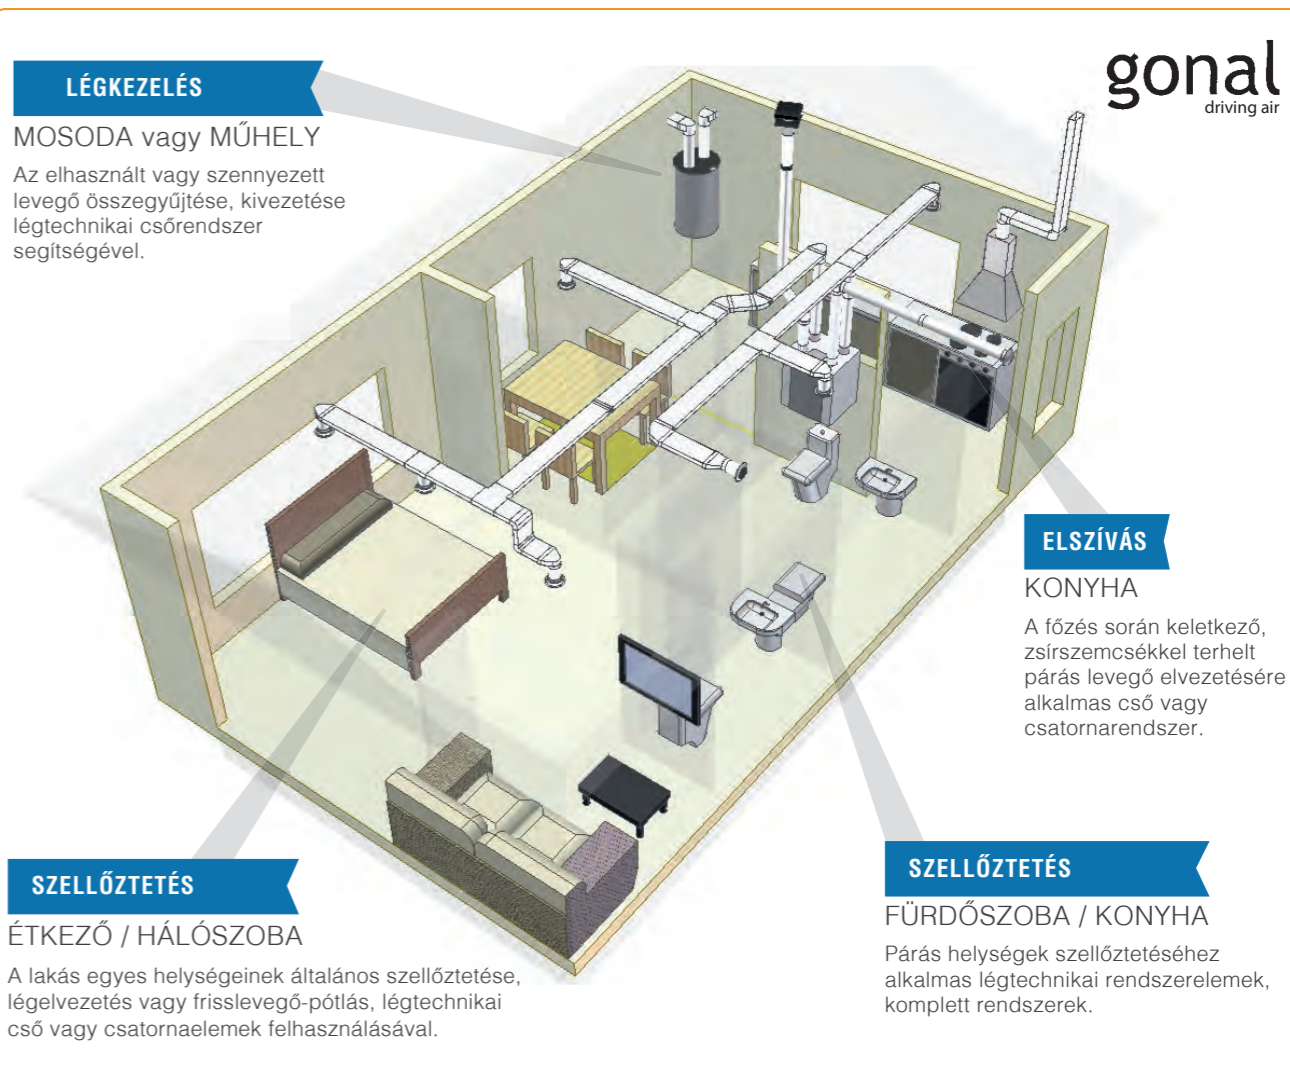 gonal
driving air
LÉGKEZELÉS
MOSODA vagy MŰHELY
Az elhasznált vagy szennyezett
levegő összegyűjtése, kivezetése
légtechnikai csőrendszer
segítségével.
ELSZÍVÁS
KONYHA
A főzés során keletkező,
zsírszemcsékkel terhelt
párás levegő elvezetésére
alkalmas cső vagy
csatornarendszer.
SZELLŐZTETÉS
ÉTKEZŐ / HÁLÓSZOBA
A lakás egyes helységeinek általános szellőztetése,
légelvezetés vagy frisslevegő-pótlás, légtechnikai
cső vagy csatornaelemek felhasználásával.
SZELLŐZTETÉS
FÜRDŐSZOBA / KONYHA
Párás helységek szellőztetéséhez
alkalmas légtechnikai rendszerelemek,
komplett rendszerek.